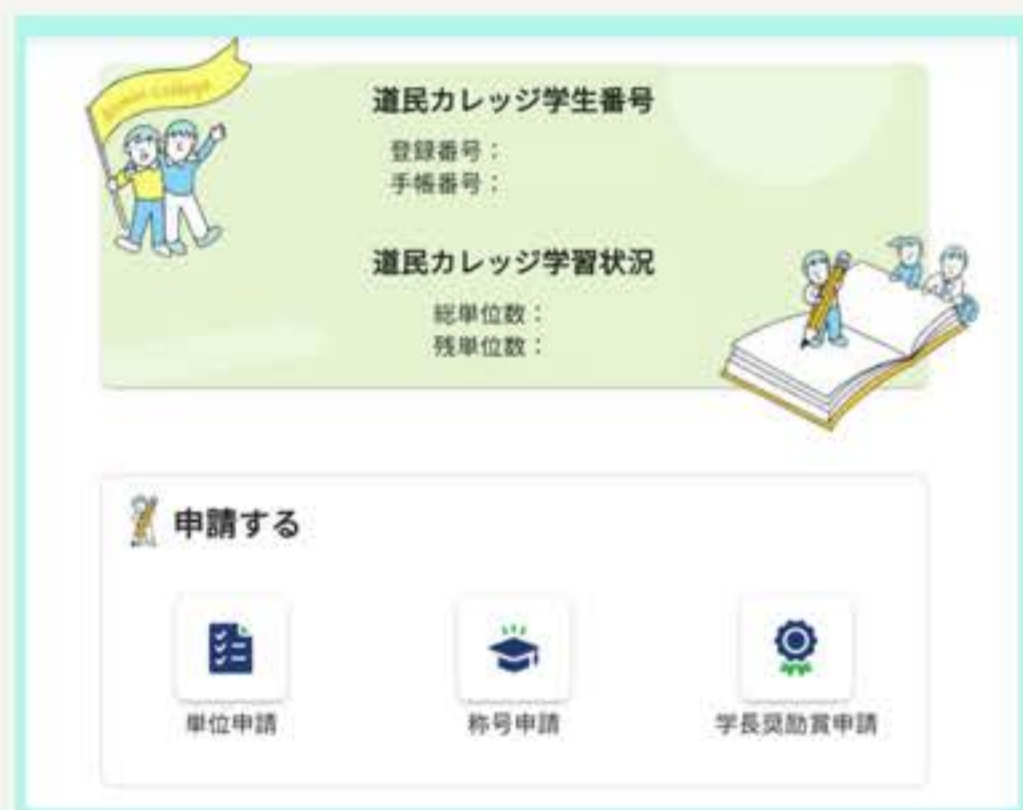 道民カレッジ学生番号
登録番号：
手帳番号：
道民カレッジ学習状況
総単位数：
残単位数：
申請する
単位申請
称号申請
学長奨励賞申請